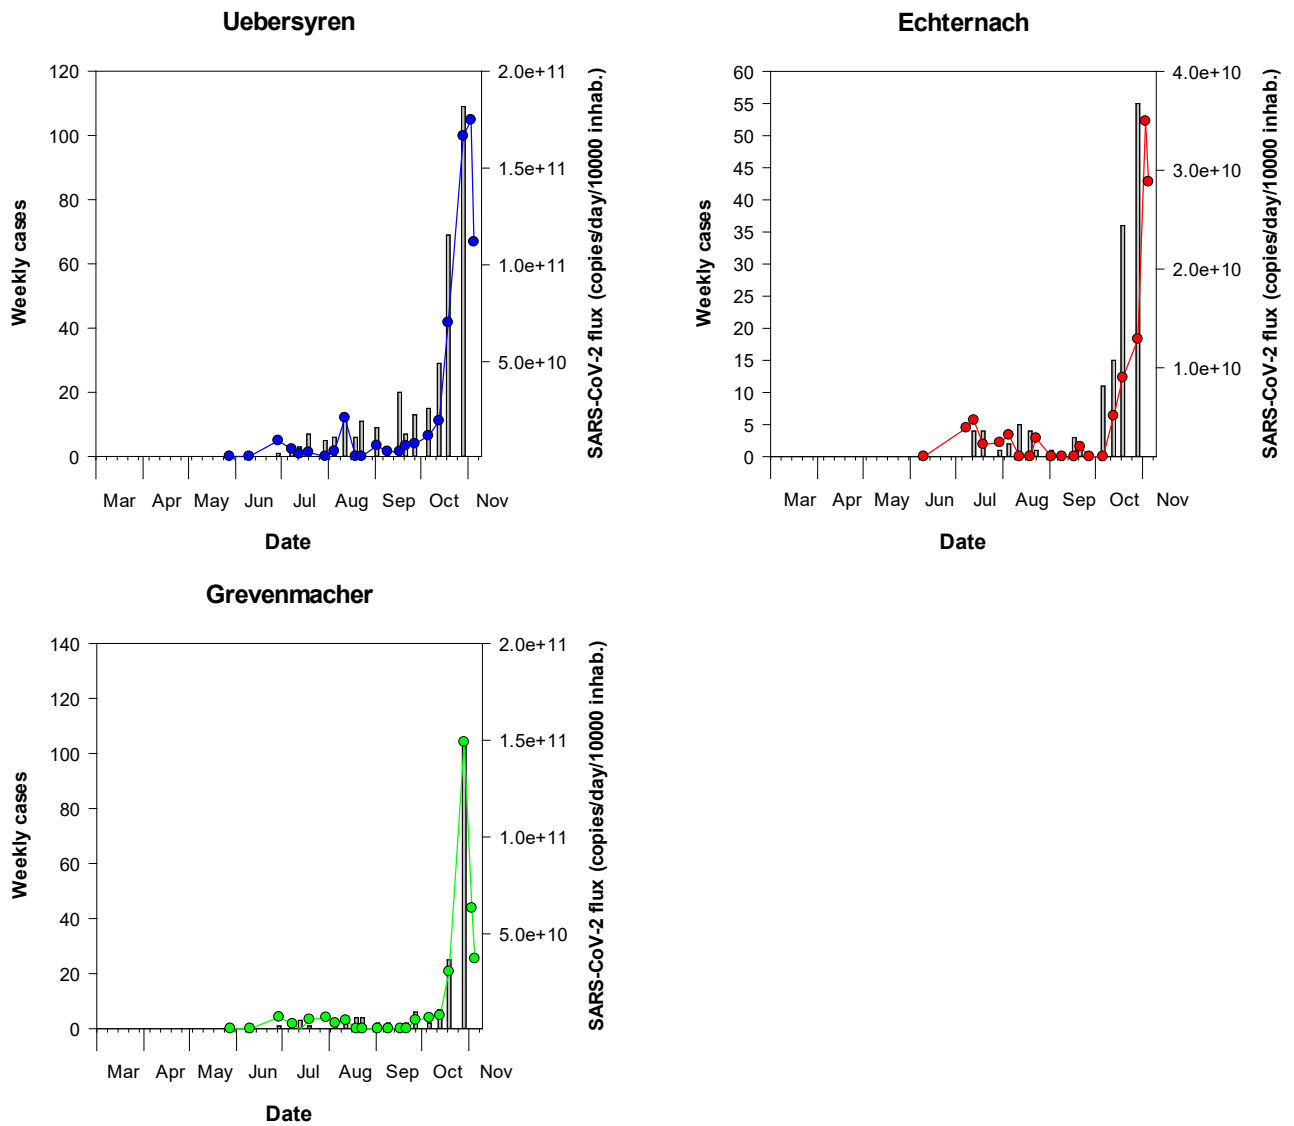 Uebersyren
120
100
80
60
40
20
0
Weekly cases
2.0e+11
1.5e+11
1.0e+11
5.0e+10
SARS-CoV-2 flux (copies/day/10000 inhab.)
Mar Apr May Jun Jul Aug Sep Oct Nov
Date
Echternach
60
55
50
45
40
35
30
25
20
15
10
5
0
Weekly cases
4.0e+10
3.0e+10
2.0e+10
1.0e+10
SARS-CoV-2 flux (copies/day/10000 inhab.)
Mar Apr May Jun Jul Aug Sep Oct Nov
Date
Grevenmacher
140
120
100
80
60
40
20
0
Weekly cases
2.0e+11
1.5e+11
1.0e+11
5.0e+10
SARS-CoV-2 flux (copies/day/10000 inhab.)
Mar Apr May Jun Jul Aug Sep Oct Nov
Date